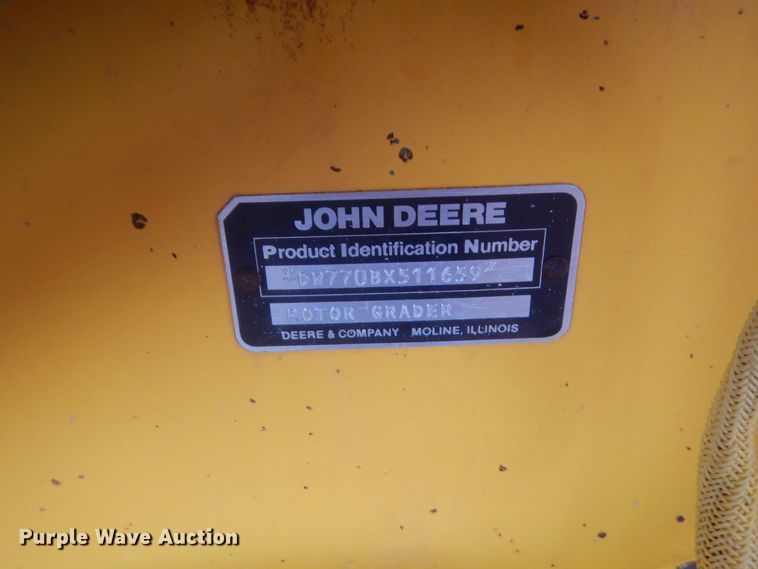 JOHN DEERE
Product Identification Number
*DW770BX511659*
MOTOR GRADER
DEERE & COMPANY MOLINE, ILLINOIS
Purple Wave Auction